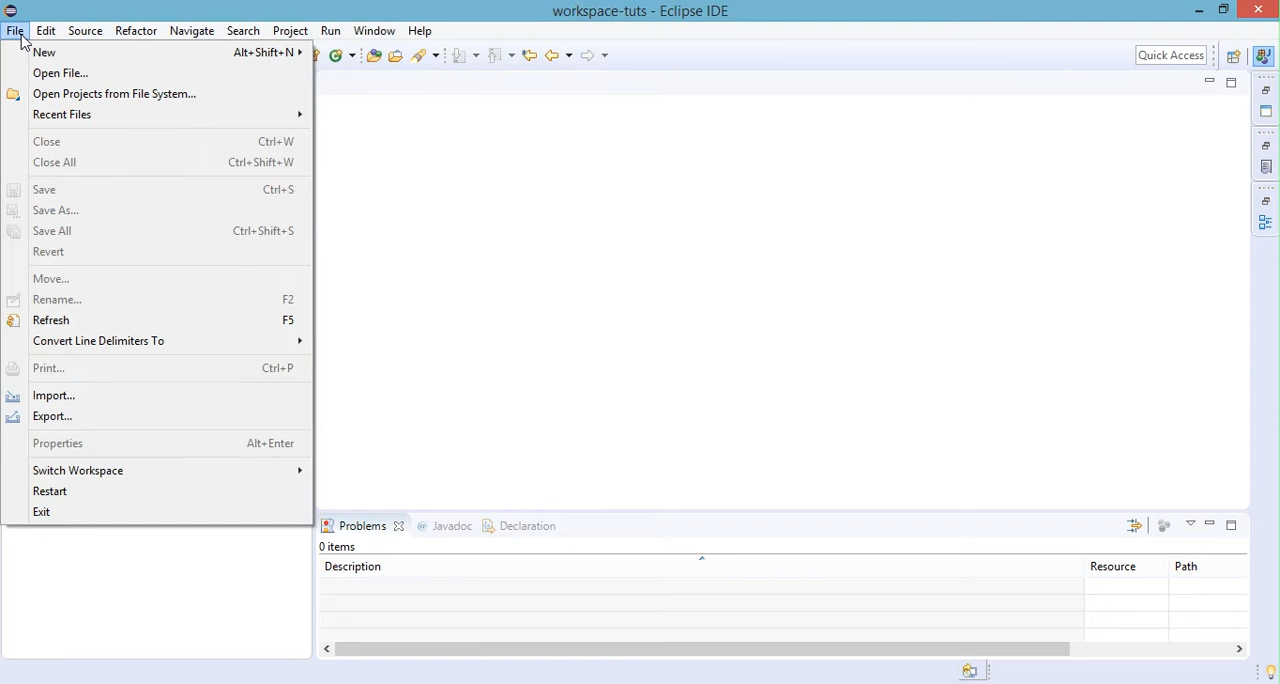 workspace-tuts - Eclipse IDE
File Edit Source Refactor Navigate Search Project Run Window Help
Quick Access
New Alt+Shift+N
Open File...
Open Projects from File System...
Recent Files
Close Ctrl+W
Close All Ctrl+Shift+W
Save Ctrl+S
Save As...
Save All Ctrl+Shift+S
Revert
Move...
Rename... F2
Refresh F5
Convert Line Delimiters To
Print... Ctrl+P
Import...
Export...
Properties Alt+Enter
Switch Workspace
Restart
Exit
Problems @ Javadoc Declaration
0 items
Description Resource Path